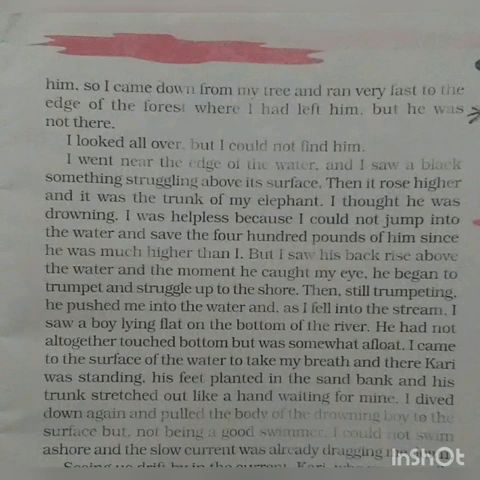 him, so I came down from my tree and ran very fast to the
edge of the forest where I had left him, but he was
not there.
I looked all over, but I could not find him.
I went near the edge of the water, and I saw a black
something struggling above its surface. Then it rose higher
and it was the trunk of my elephant. I thought he was
drowning. I was helpless because I could not jump into
the water and save the four hundred pounds of him since
he was much higher than I. But I saw his back rise above
the water and the moment he caught my eye, he began to
trumpet and struggle up to the shore. Then, still trumpeting,
he pushed me into the water and, as I fell into the stream, I
saw a boy lying flat on the bottom of the river. He had not
altogether touched bottom but was somewhat afloat. I came
to the surface of the water to take my breath and there Kari
was standing, his feet planted in the sand bank and his
trunk stretched out like a hand waiting for mine. I dived
down again and pulled the body of the drowning boy to the
surface but, not being a good swimmer, I could not swim
ashore and the slow current was already dragging me
Seeing us drift by in the current, Kari,
InShOt